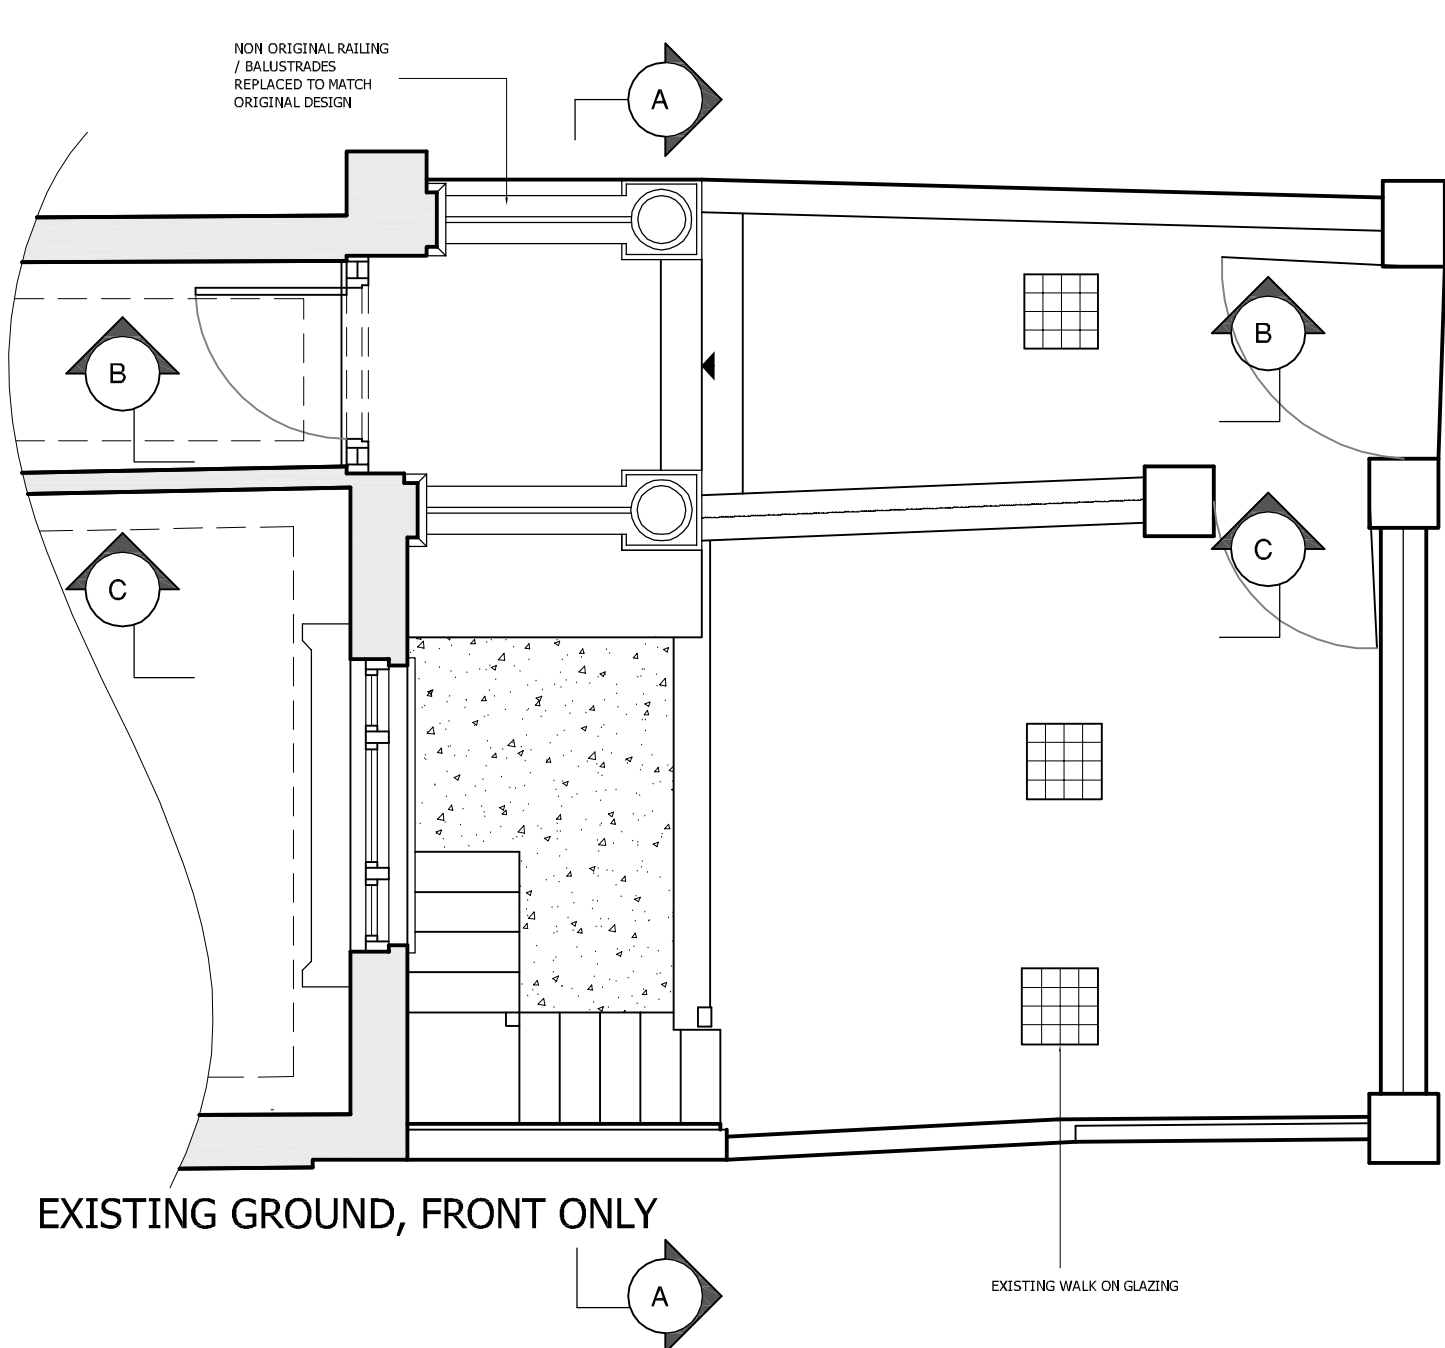 NON ORIGINAL RAILING
/ BALUSTRADES
REPLACED TO MATCH
ORIGINAL DESIGN
A
B
B
C
C
EXISTING GROUND, FRONT ONLY
A
EXISTING WALK ON GLAZING